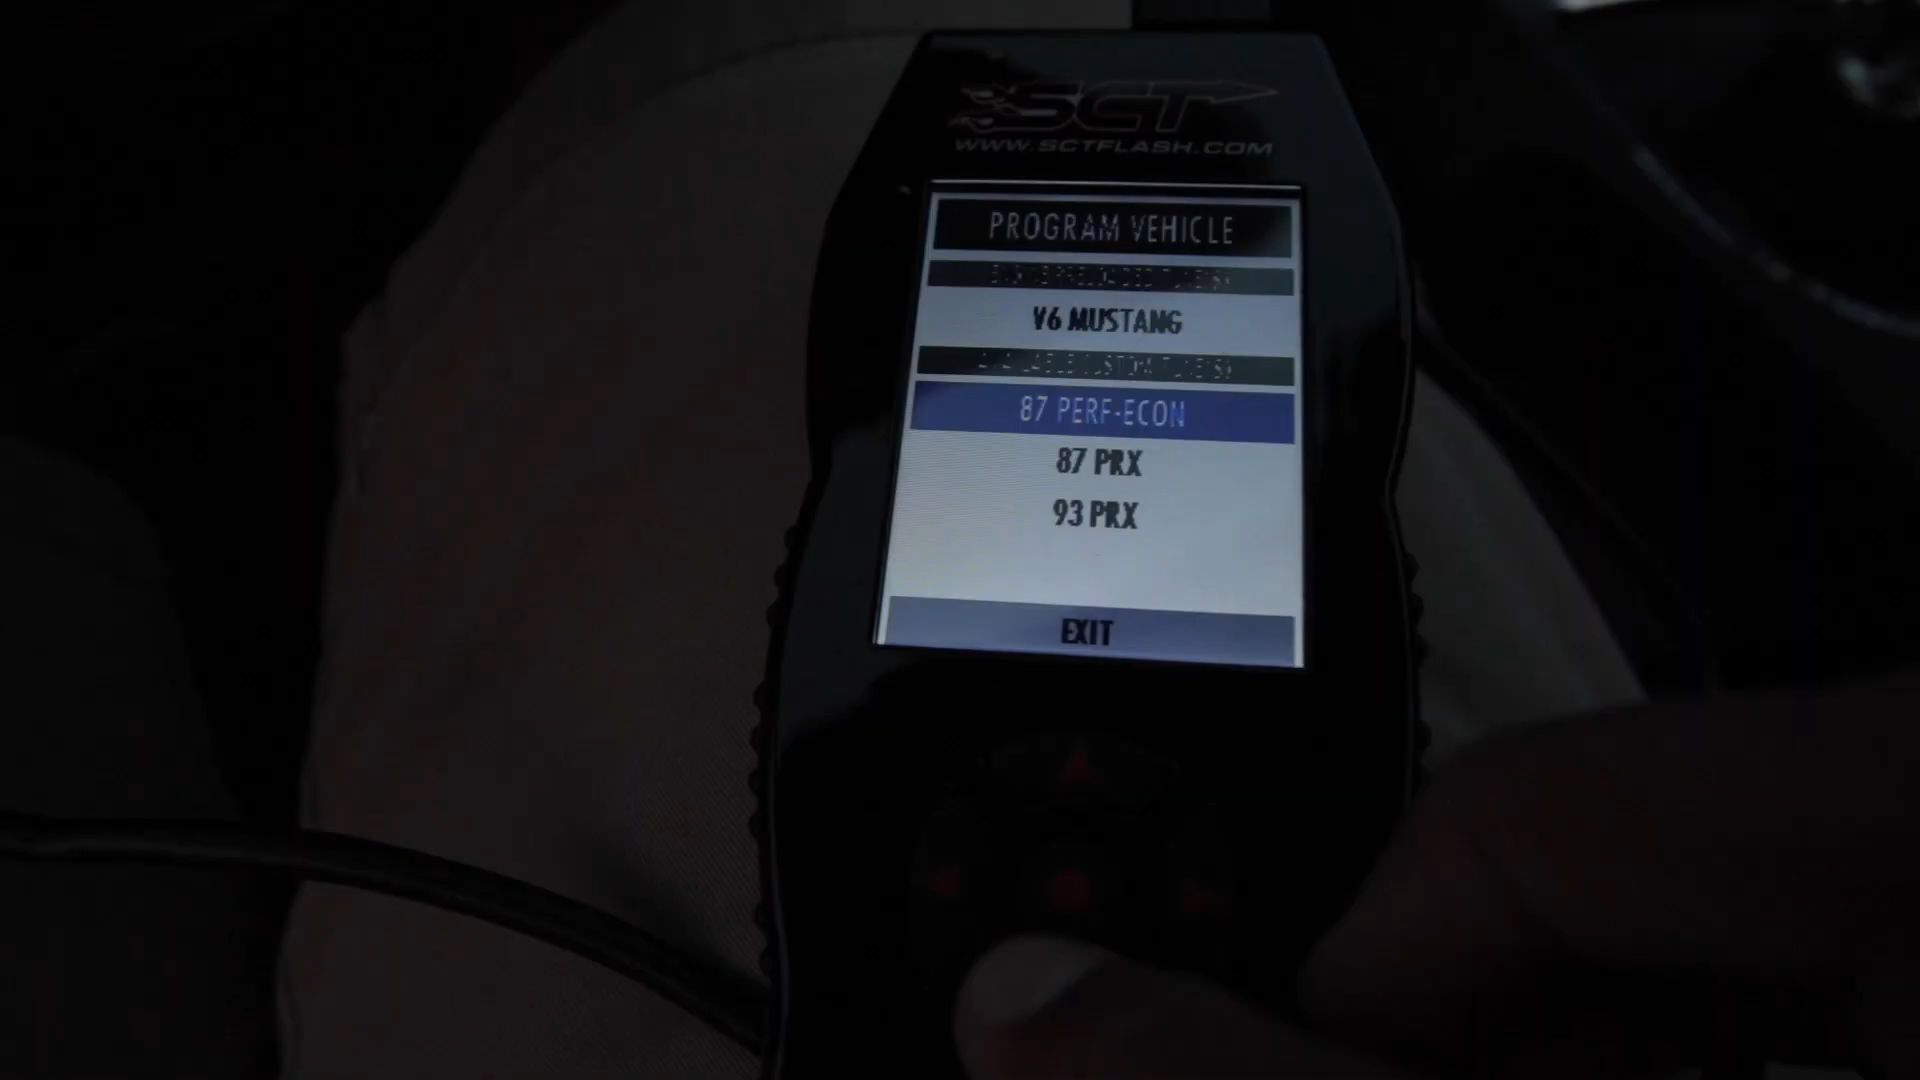 SCT
WWW.SCTFLASH.COM
PROGRAM VEHICLE
V6 MUSTANG
87 PERF-ECON
87 PRX
93 PRX
EXIT